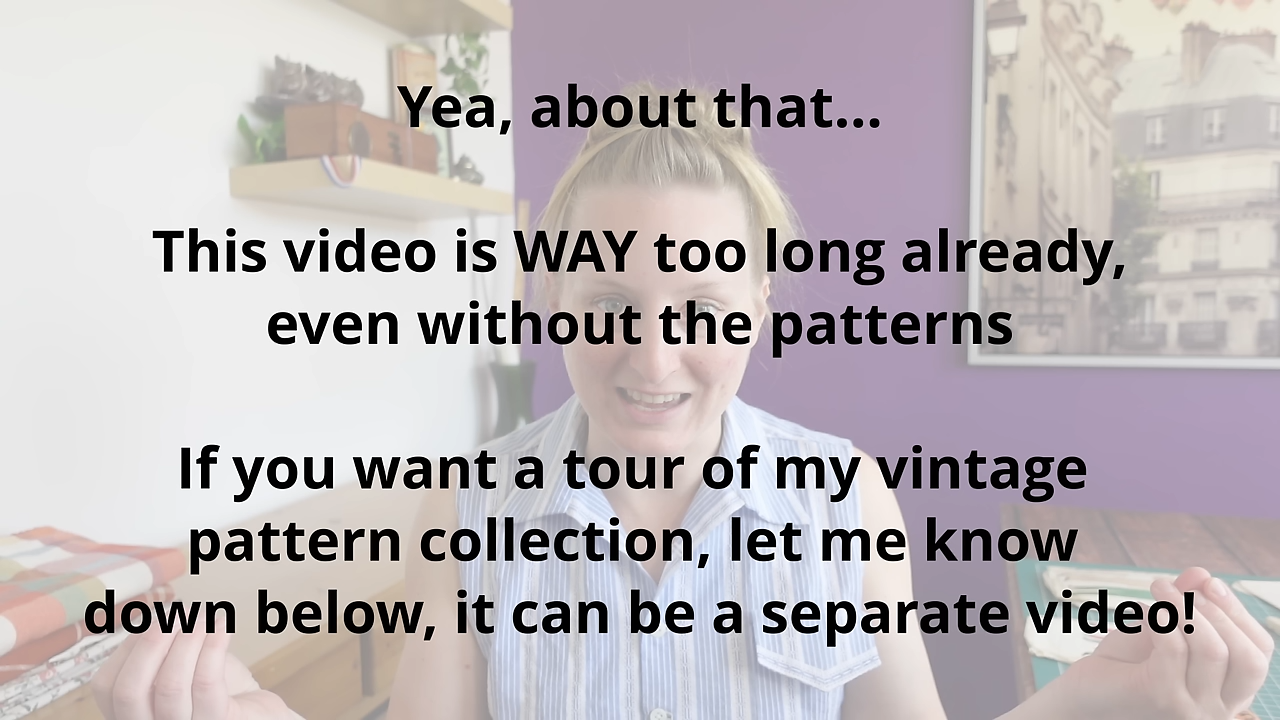 Yea, about that...
This video is WAY too long already,
even without the patterns
If you want a tour of my vintage
pattern collection, let me know
down below, it can be a separate video!